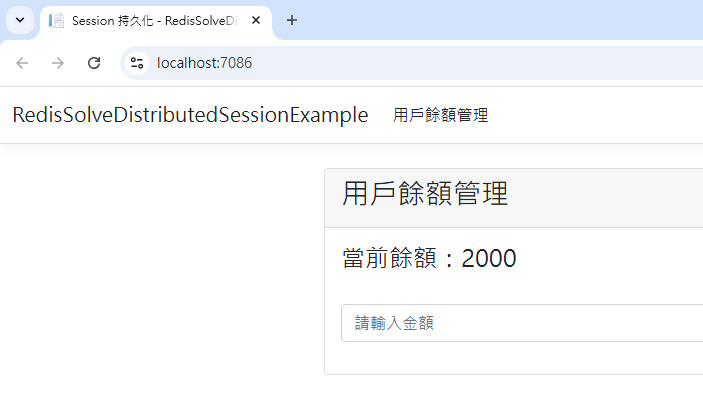 Session 持久化 - RedisSolveDi
localhost:7086
RedisSolveDistributedSessionExample 用戶餘額管理
用戶餘額管理
當前餘額：2000
請輸入金額